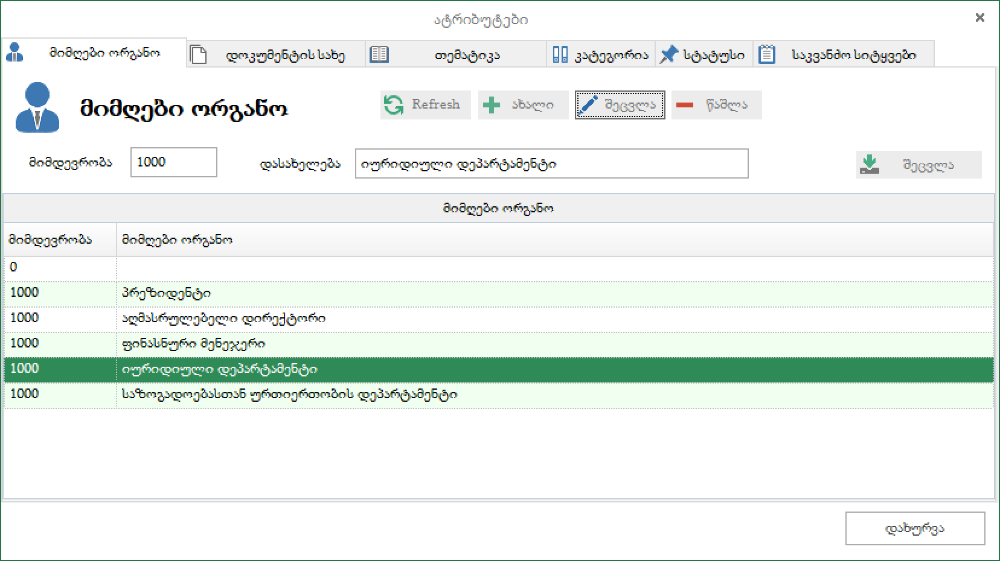 ატრიბუტები
მიმღები ორგანო დოკუმენტის სახე თემატიკა კატეგორია სტატუსი საკვანძო სიტყვები
მიმღები ორგანო Refresh ახალი შეცვლა წაშლა
მიმდევრობა 1000 დასახელება იურიდიული დეპარტამენტი შეცვლა
მიმღები ორგანო
მიმდევრობა მიმღები ორგანო
0
1000 პრეზიდენტი
1000 აღმასრულებელი დირექტორი
1000 ფინასნური მენეჯერი
1000 იურიდიული დეპარტამენტი
1000 საზოგადოებასთან ურთიერთობის დეპარტამენტი
დახურვა